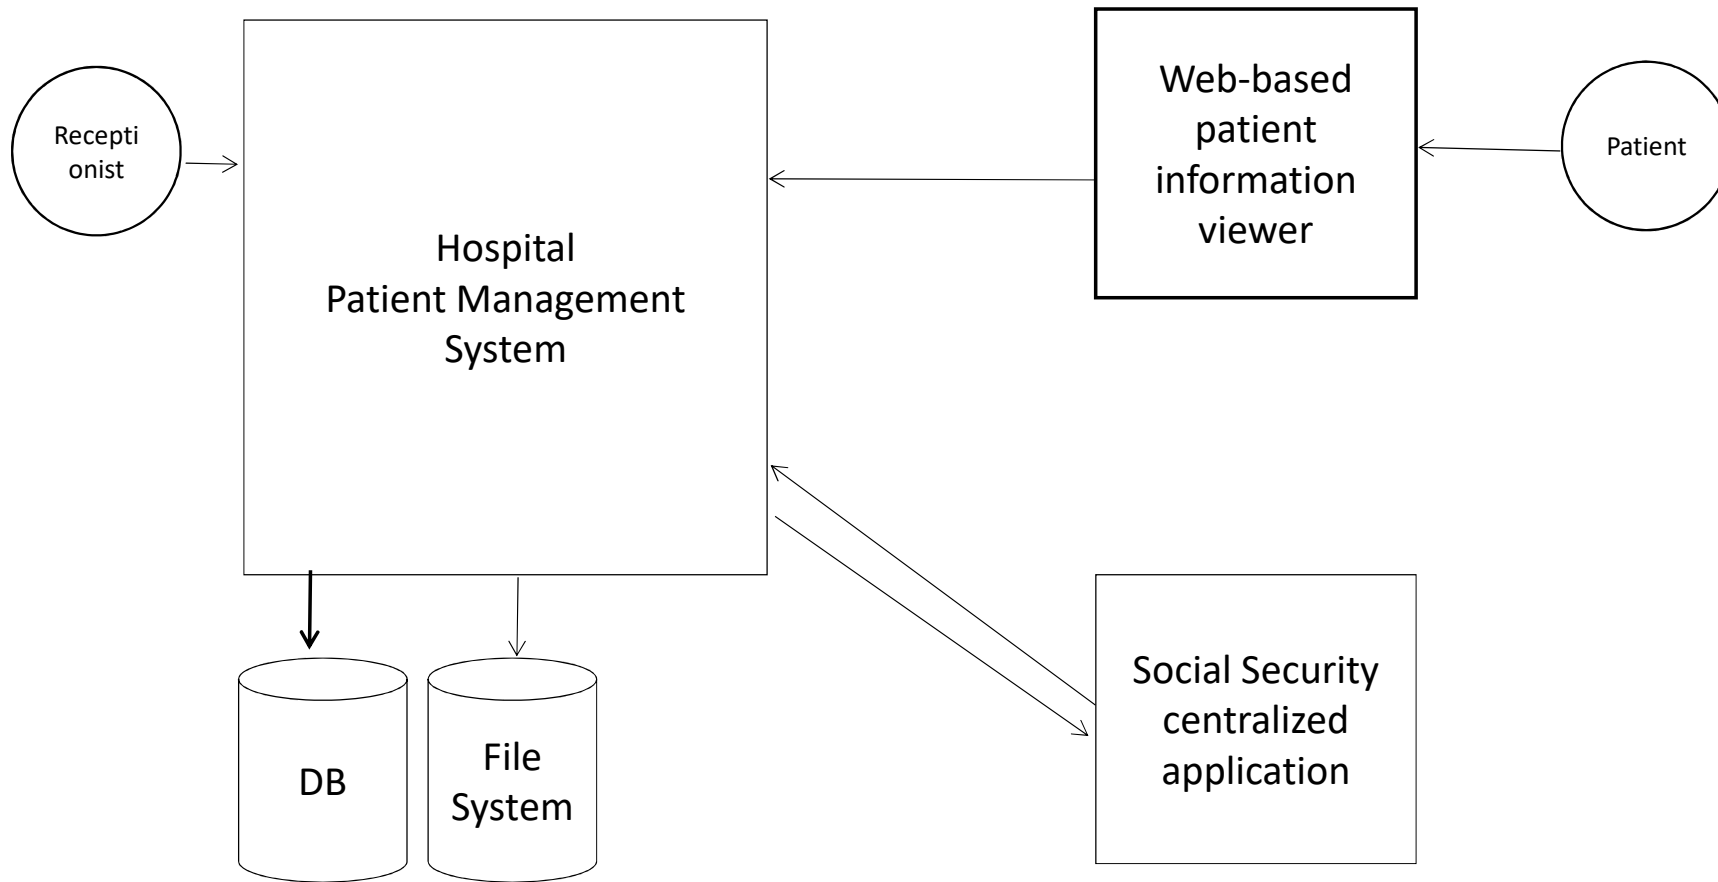 Recepti
onist
Hospital
Patient Management
System
Web-based
patient
information
viewer
Patient
DB
File
System
Social Security
centralized
application